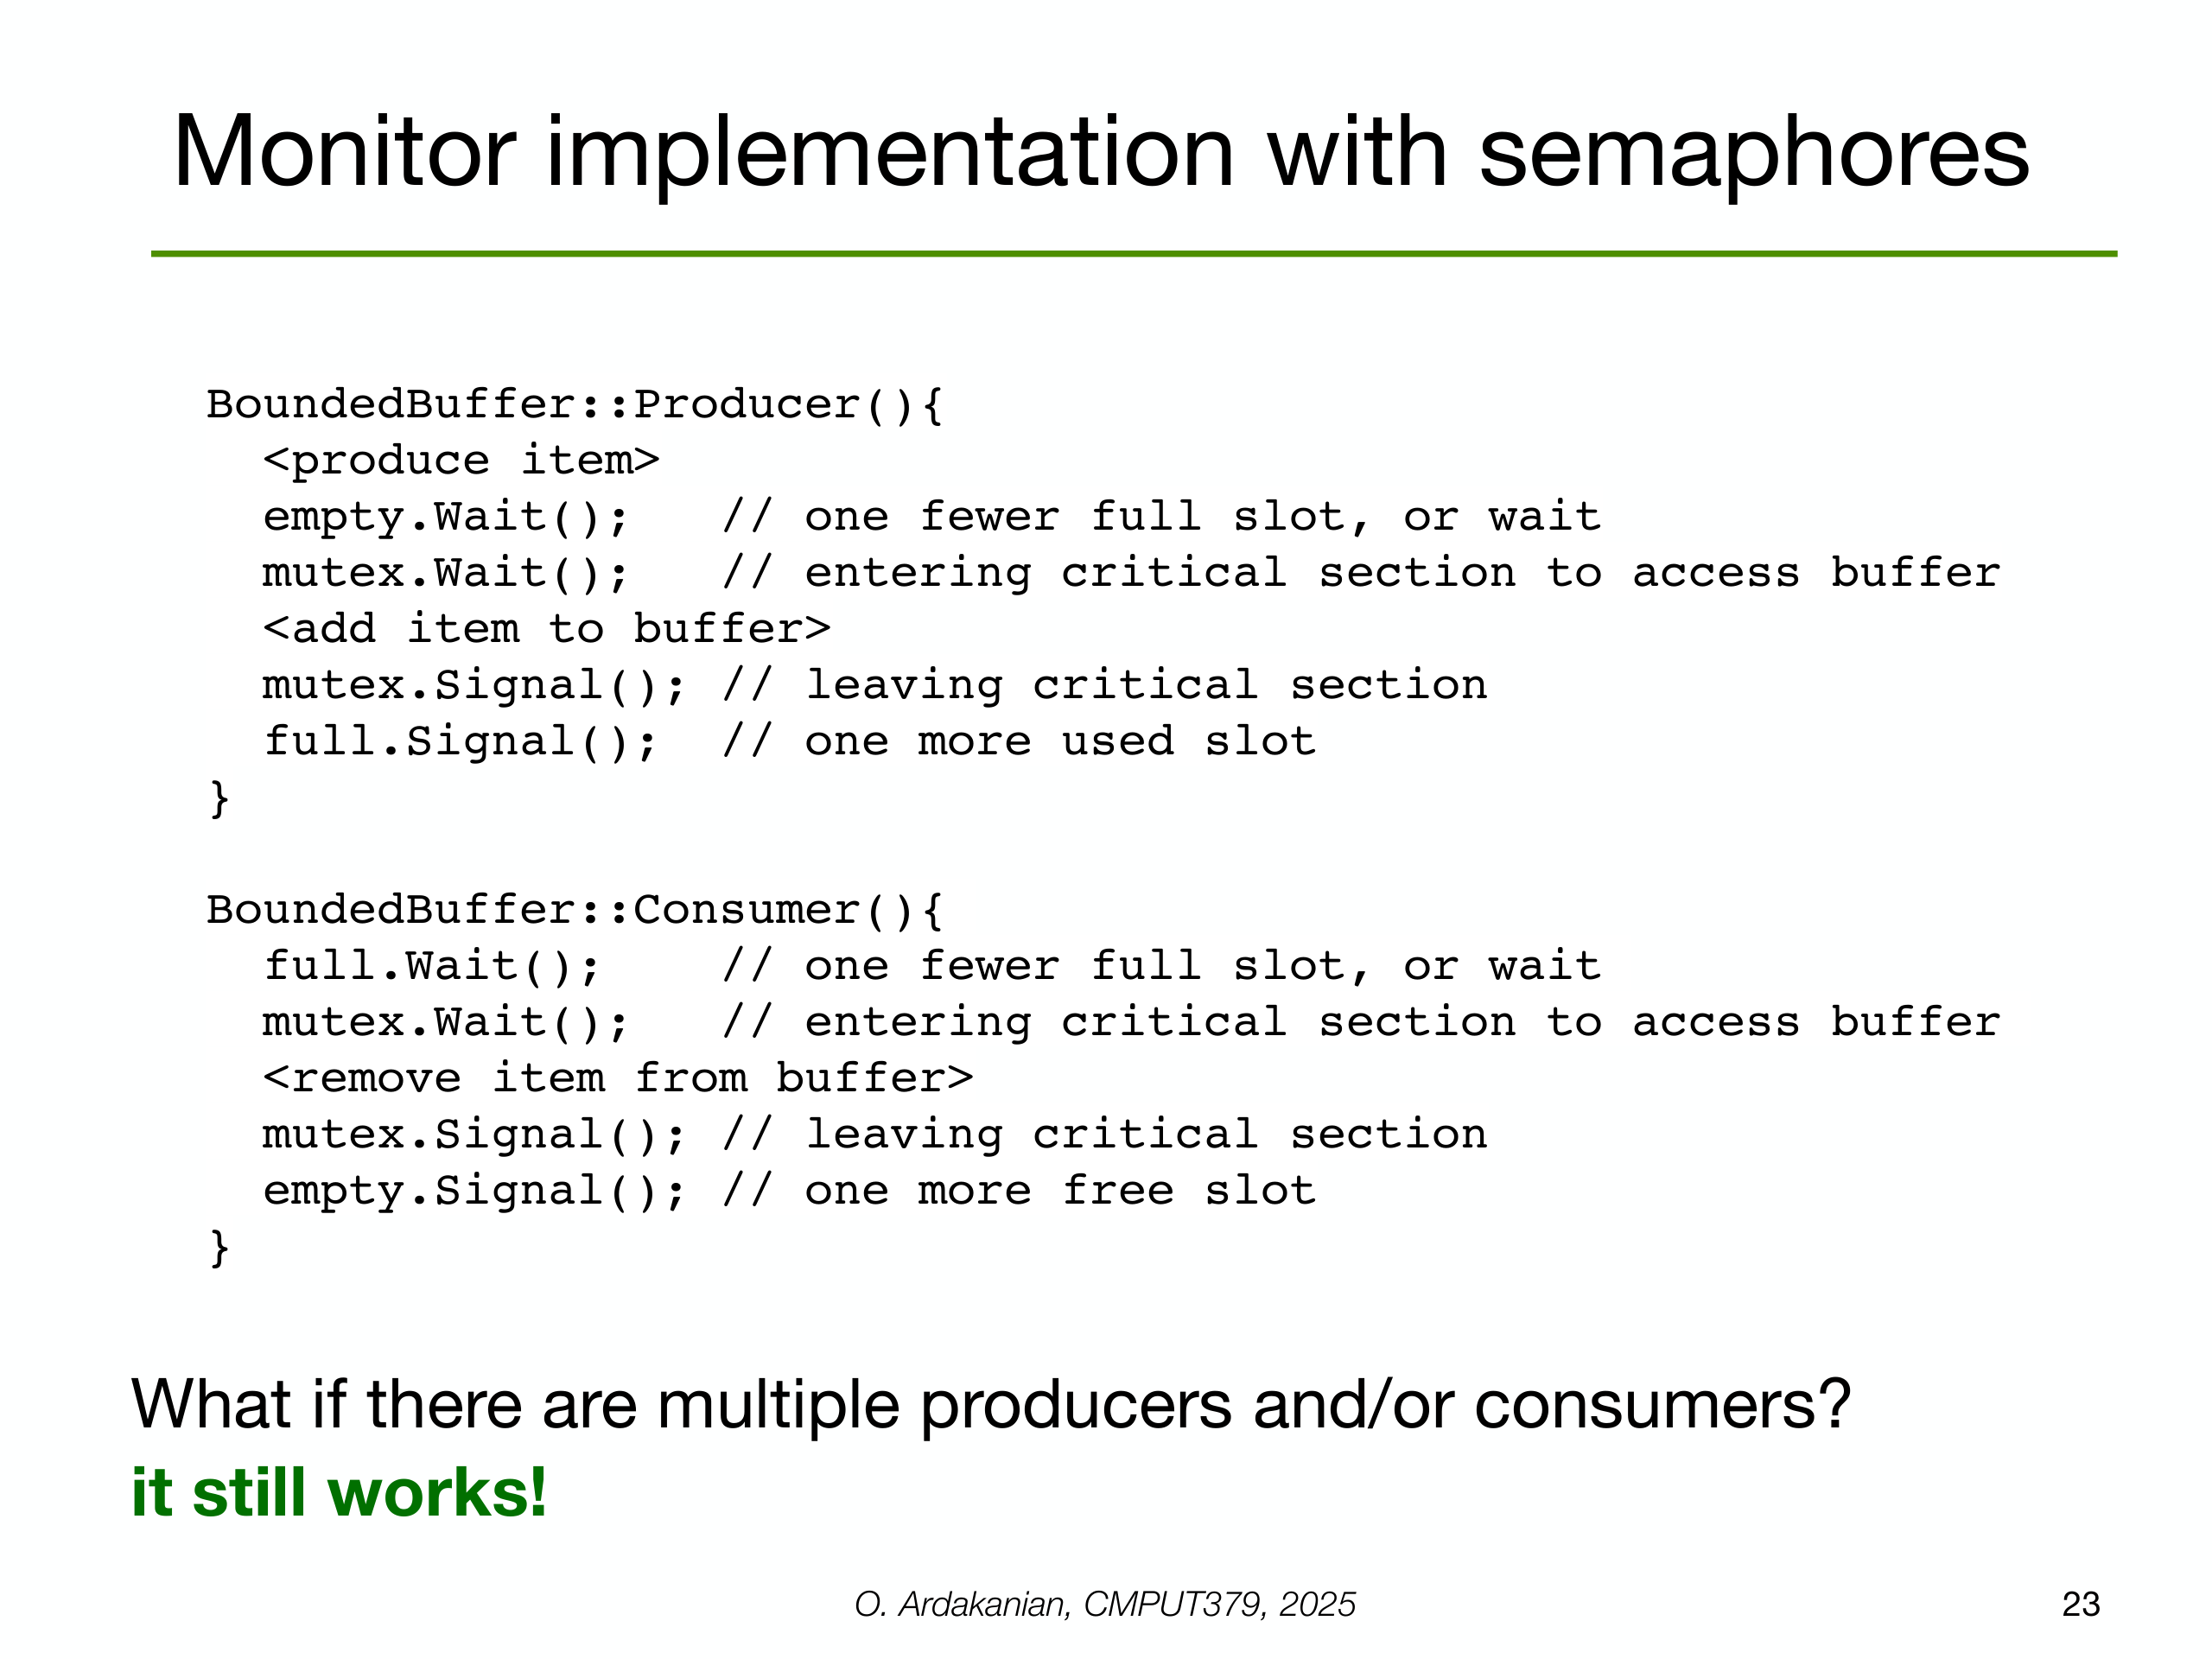 Monitor implementation with semaphores
BoundedBuffer::Producer(){
  <produce item>
  empty.Wait();   // one fewer full slot, or wait
  mutex.Wait();   // entering critical section to access buffer
  <add item to buffer>
  mutex.Signal(); // leaving critical section
  full.Signal();  // one more used slot
}
BoundedBuffer::Consumer(){
  full.Wait();    // one fewer full slot, or wait
  mutex.Wait();   // entering critical section to access buffer
  <remove item from buffer>
  mutex.Signal(); // leaving critical section
  empty.Signal(); // one more free slot
}
What if there are multiple producers and/or consumers?
it still works!
O. Ardakanian, CMPUT379, 2025
23